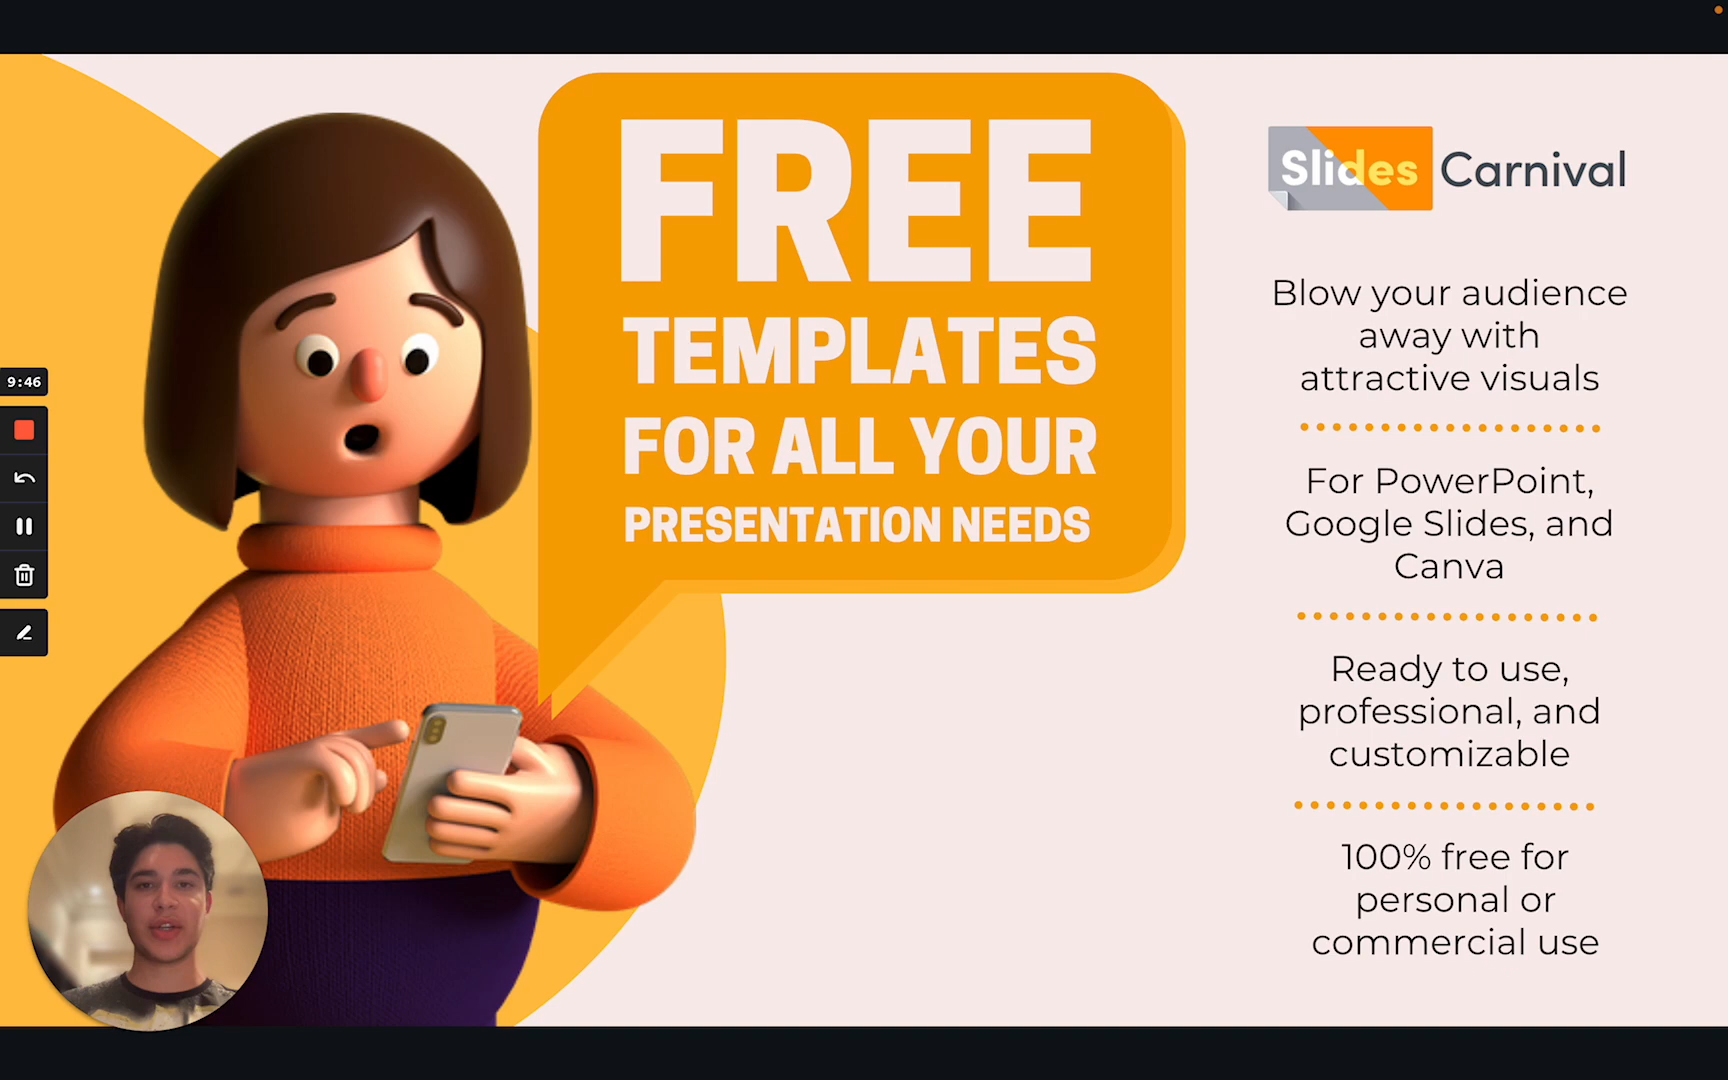 FREE
TEMPLATES
FOR ALL YOUR
PRESENTATION NEEDS
Slides Carnival
Blow your audience
away with
attractive visuals
For PowerPoint,
Google Slides, and
Canva
Ready to use,
professional, and
customizable
100% free for
personal or
commercial use
9:46